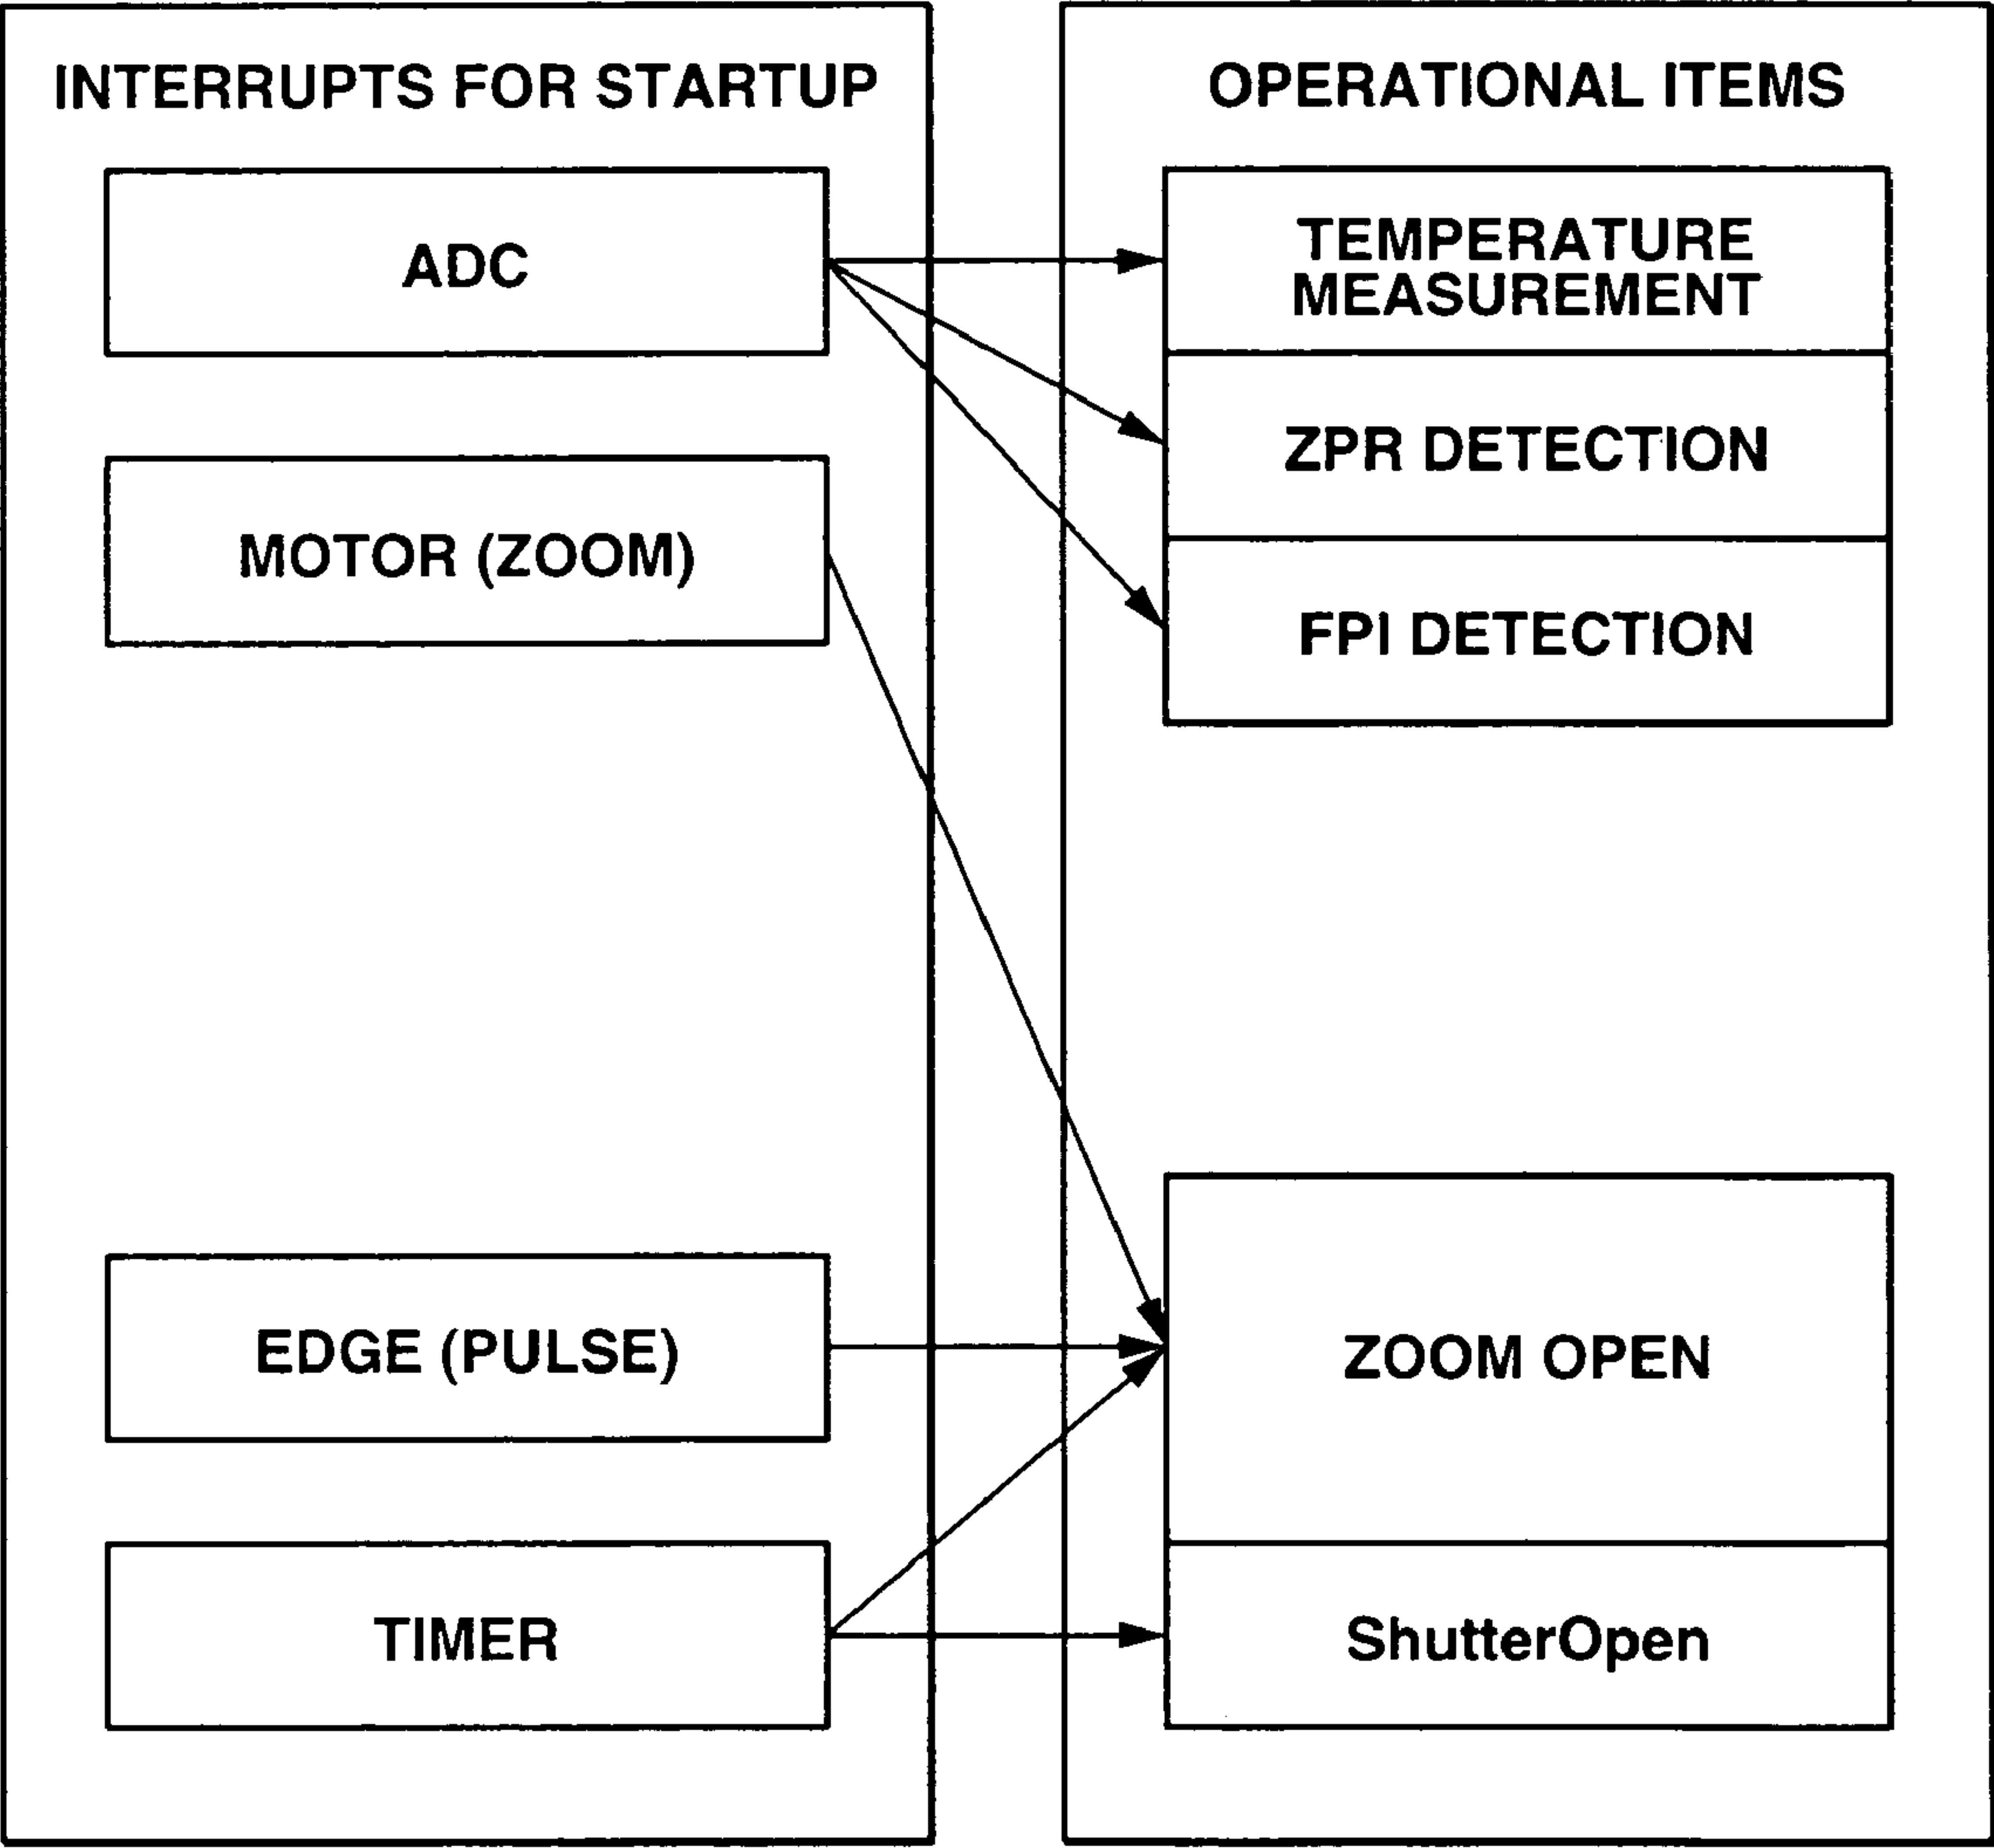 INTERRUPTS FOR STARTUP
ADC
MOTOR (ZOOM)
EDGE (PULSE)
TIMER
OPERATIONAL ITEMS
TEMPERATURE
MEASUREMENT
ZPR DETECTION
FPI DETECTION
ZOOM OPEN
ShutterOpen